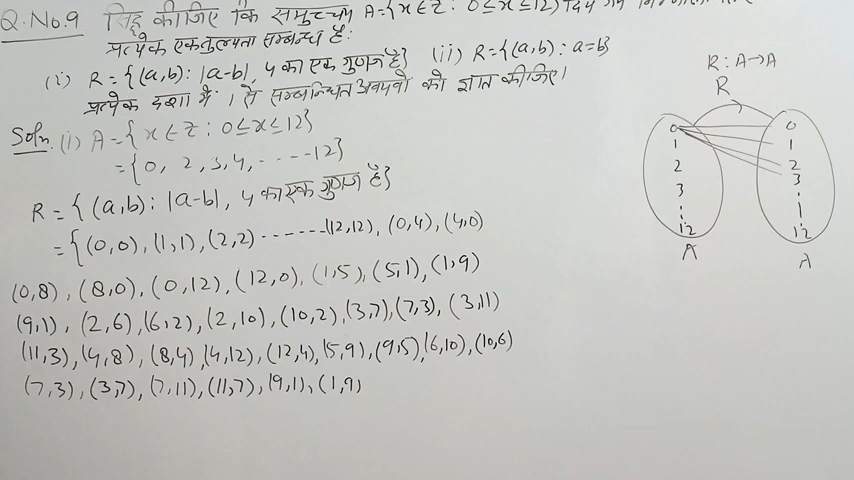 Q.No.9 सिद्ध कीजिए कि समुच्चय A={x∈Z: 0≤x≤12}
प्रत्येक एक तुल्यता सम्बन्ध है:
(i) R = {(a,b): |a-b|, 4 का एक गुणज है} (ii) R={(a,b): a=b}
प्रत्येक दशा में 1 से सम्बन्धित अवयवों को ज्ञात कीजिए।
R: A→A
R
Soln. (i) A = {x∈Z: 0≤x≤12}
= {0, 2, 3, 4, ------12}
R = {(a,b): |a-b|, 4 का एक गुणज है}
= {(0,0), (1,1), (2,2) -------(12,12), (0,4), (4,0)
(0,8), (8,0), (0,12), (12,0), (1,5), (5,1), (1,9)
(9,1), (2,6), (6,2), (2,10), (10,2), (3,7), (7,3), (3,11)
(11,3), (4,8), (8,4), (4,12), (12,4), (5,9), (9,5), (6,10), (10,6)
(7,3), (3,7), (7,11), (11,7), (9,1), (1,9)
0
1
2
3
12
A
0
1
2
3
12
A